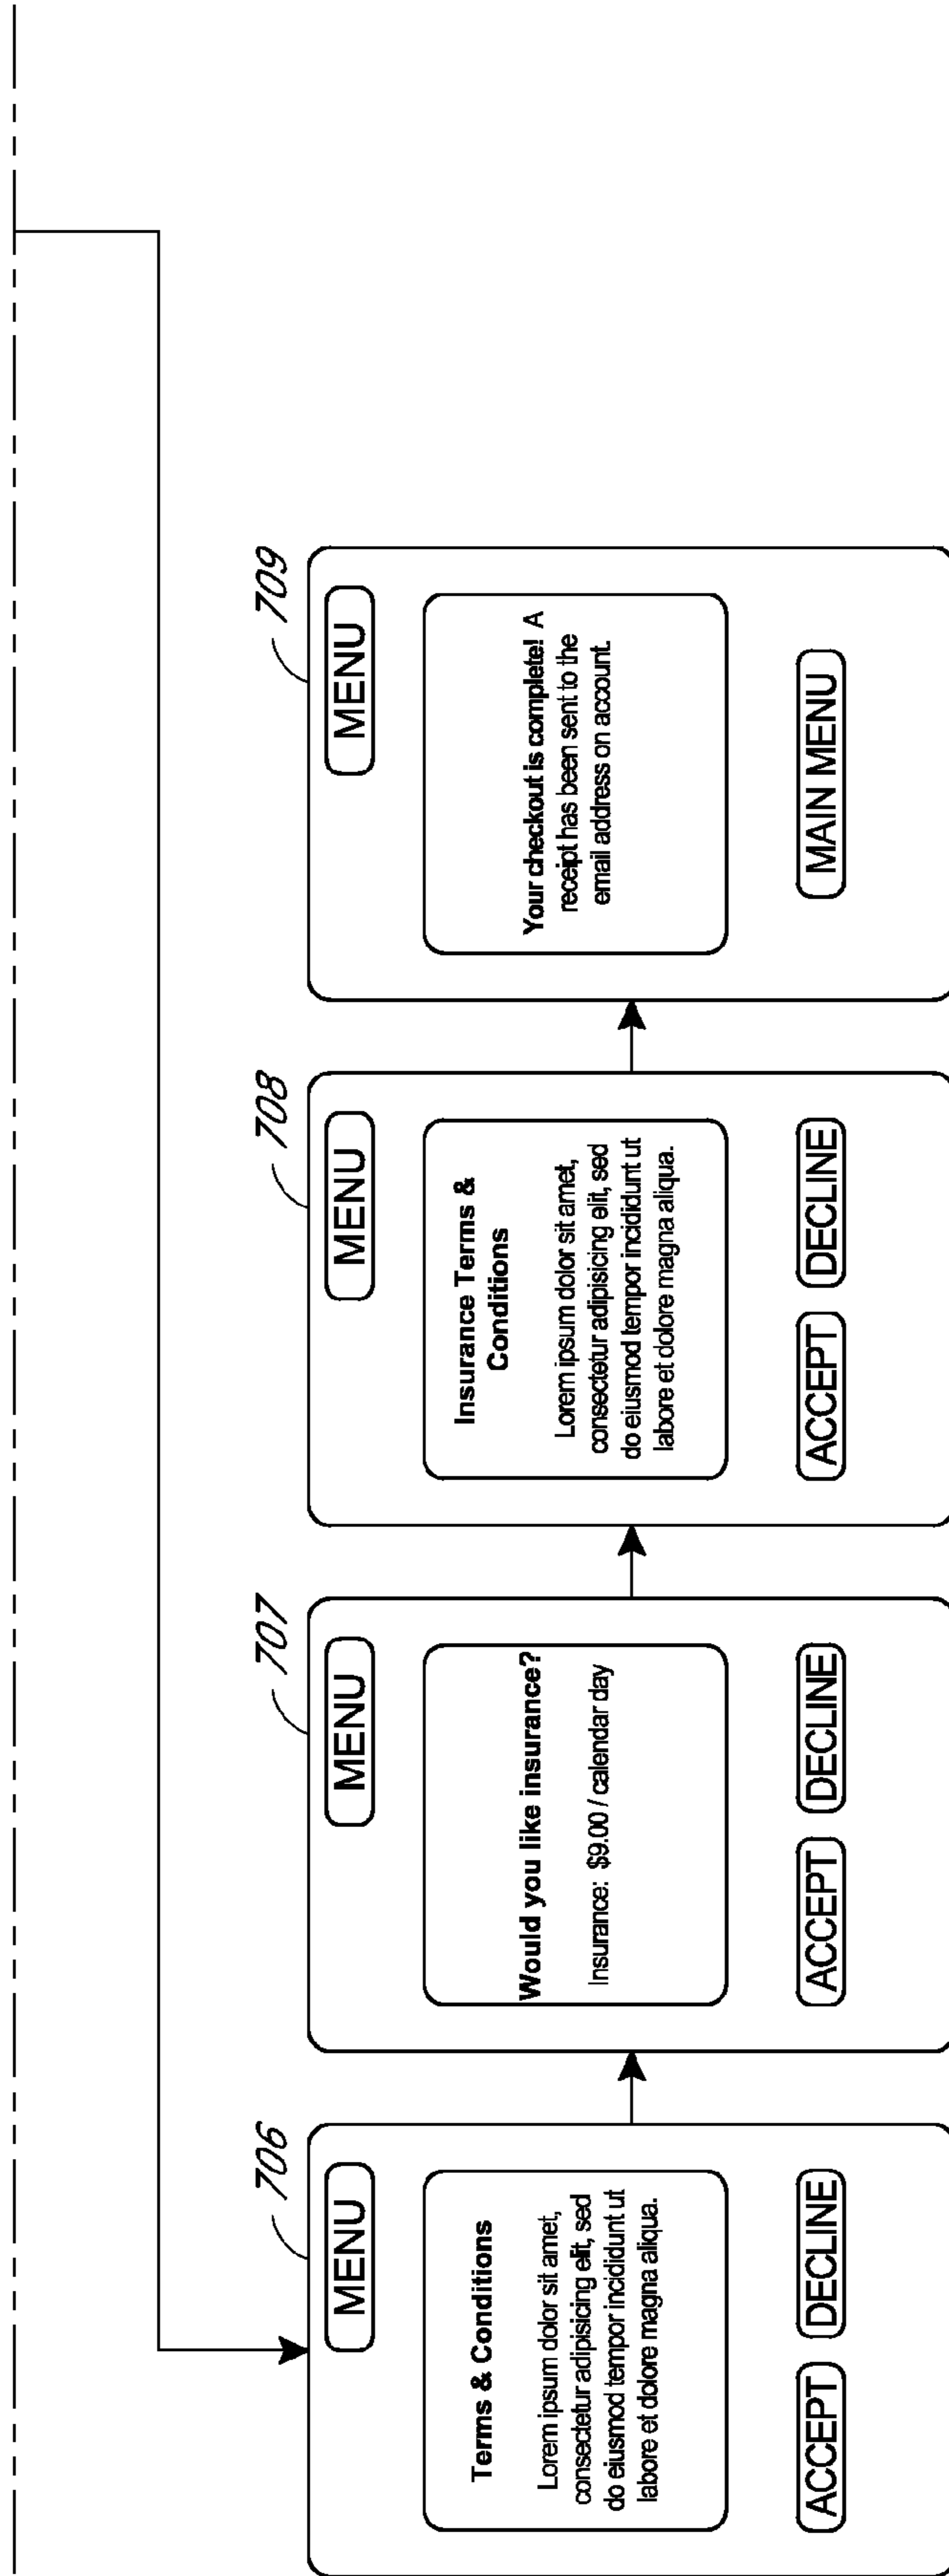 706
MENU
Terms & Conditions
Lorem ipsum dolor sit amet,
consectetur adipisicing elit, sed
do eiusmod tempor incididunt ut
labore et dolore magna aliqua.
ACCEPT DECLINE
707
MENU
Would you like insurance?
Insurance: $9.00 / calendar day
ACCEPT DECLINE
708
MENU
Insurance Terms &
Conditions
Lorem ipsum dolor sit amet,
consectetur adipisicing elit, sed
do eiusmod tempor incididunt ut
labore et dolore magna aliqua.
ACCEPT DECLINE
709
MENU
Your checkout is complete! A
receipt has been sent to the
email address on account.
MAIN MENU